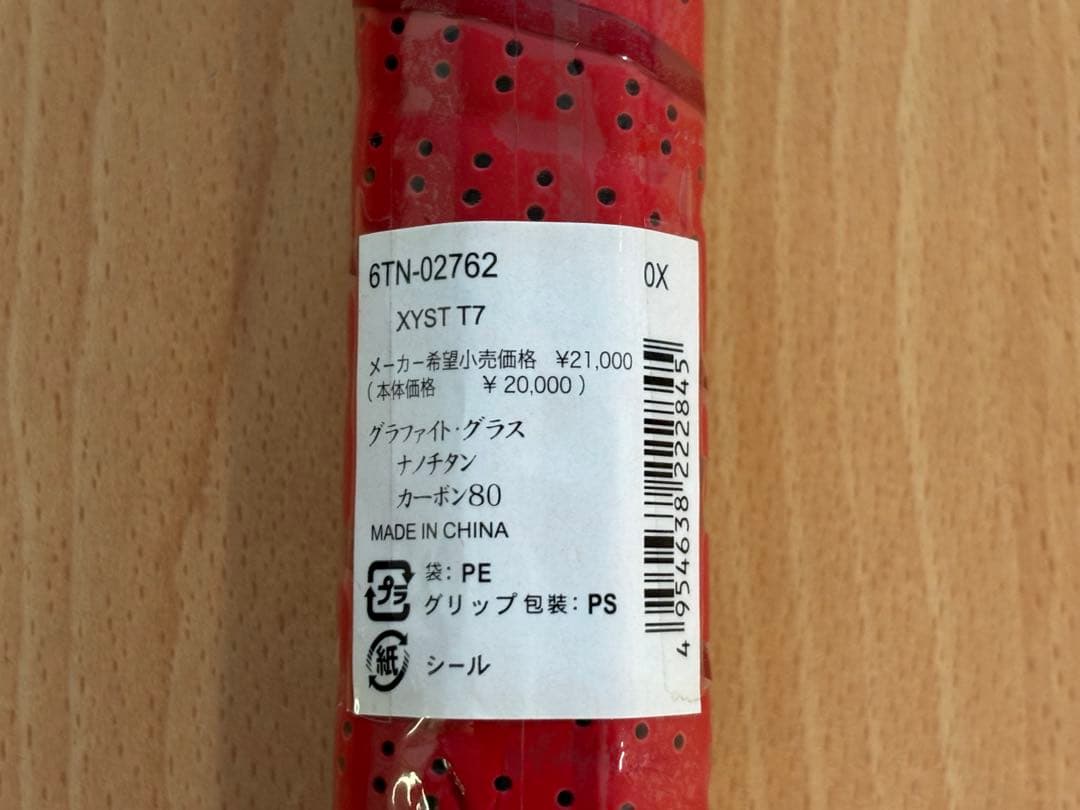 6TN-02762 0X
XYST T7
メーカー希望小売価格 ¥21,000
(本体価格 ¥20,000)
グラファイト・グラス
ナノチタン
カーボン80
MADE IN CHINA
プラ 袋: PE
グリップ包装: PS
紙 シール
4954638222845